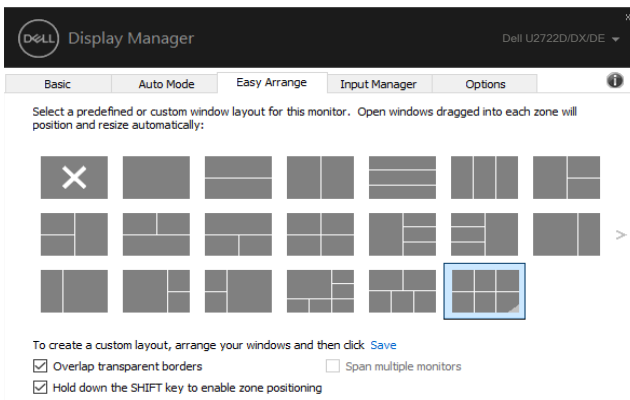 DELL Display Manager
Dell U2722D/DX/DE
Basic Auto Mode Easy Arrange Input Manager Options
Select a predefined or custom window layout for this monitor. Open windows dragged into each zone will
position and resize automatically:
To create a custom layout, arrange your windows and then click Save
Overlap transparent borders
Span multiple monitors
Hold down the SHIFT key to enable zone positioning